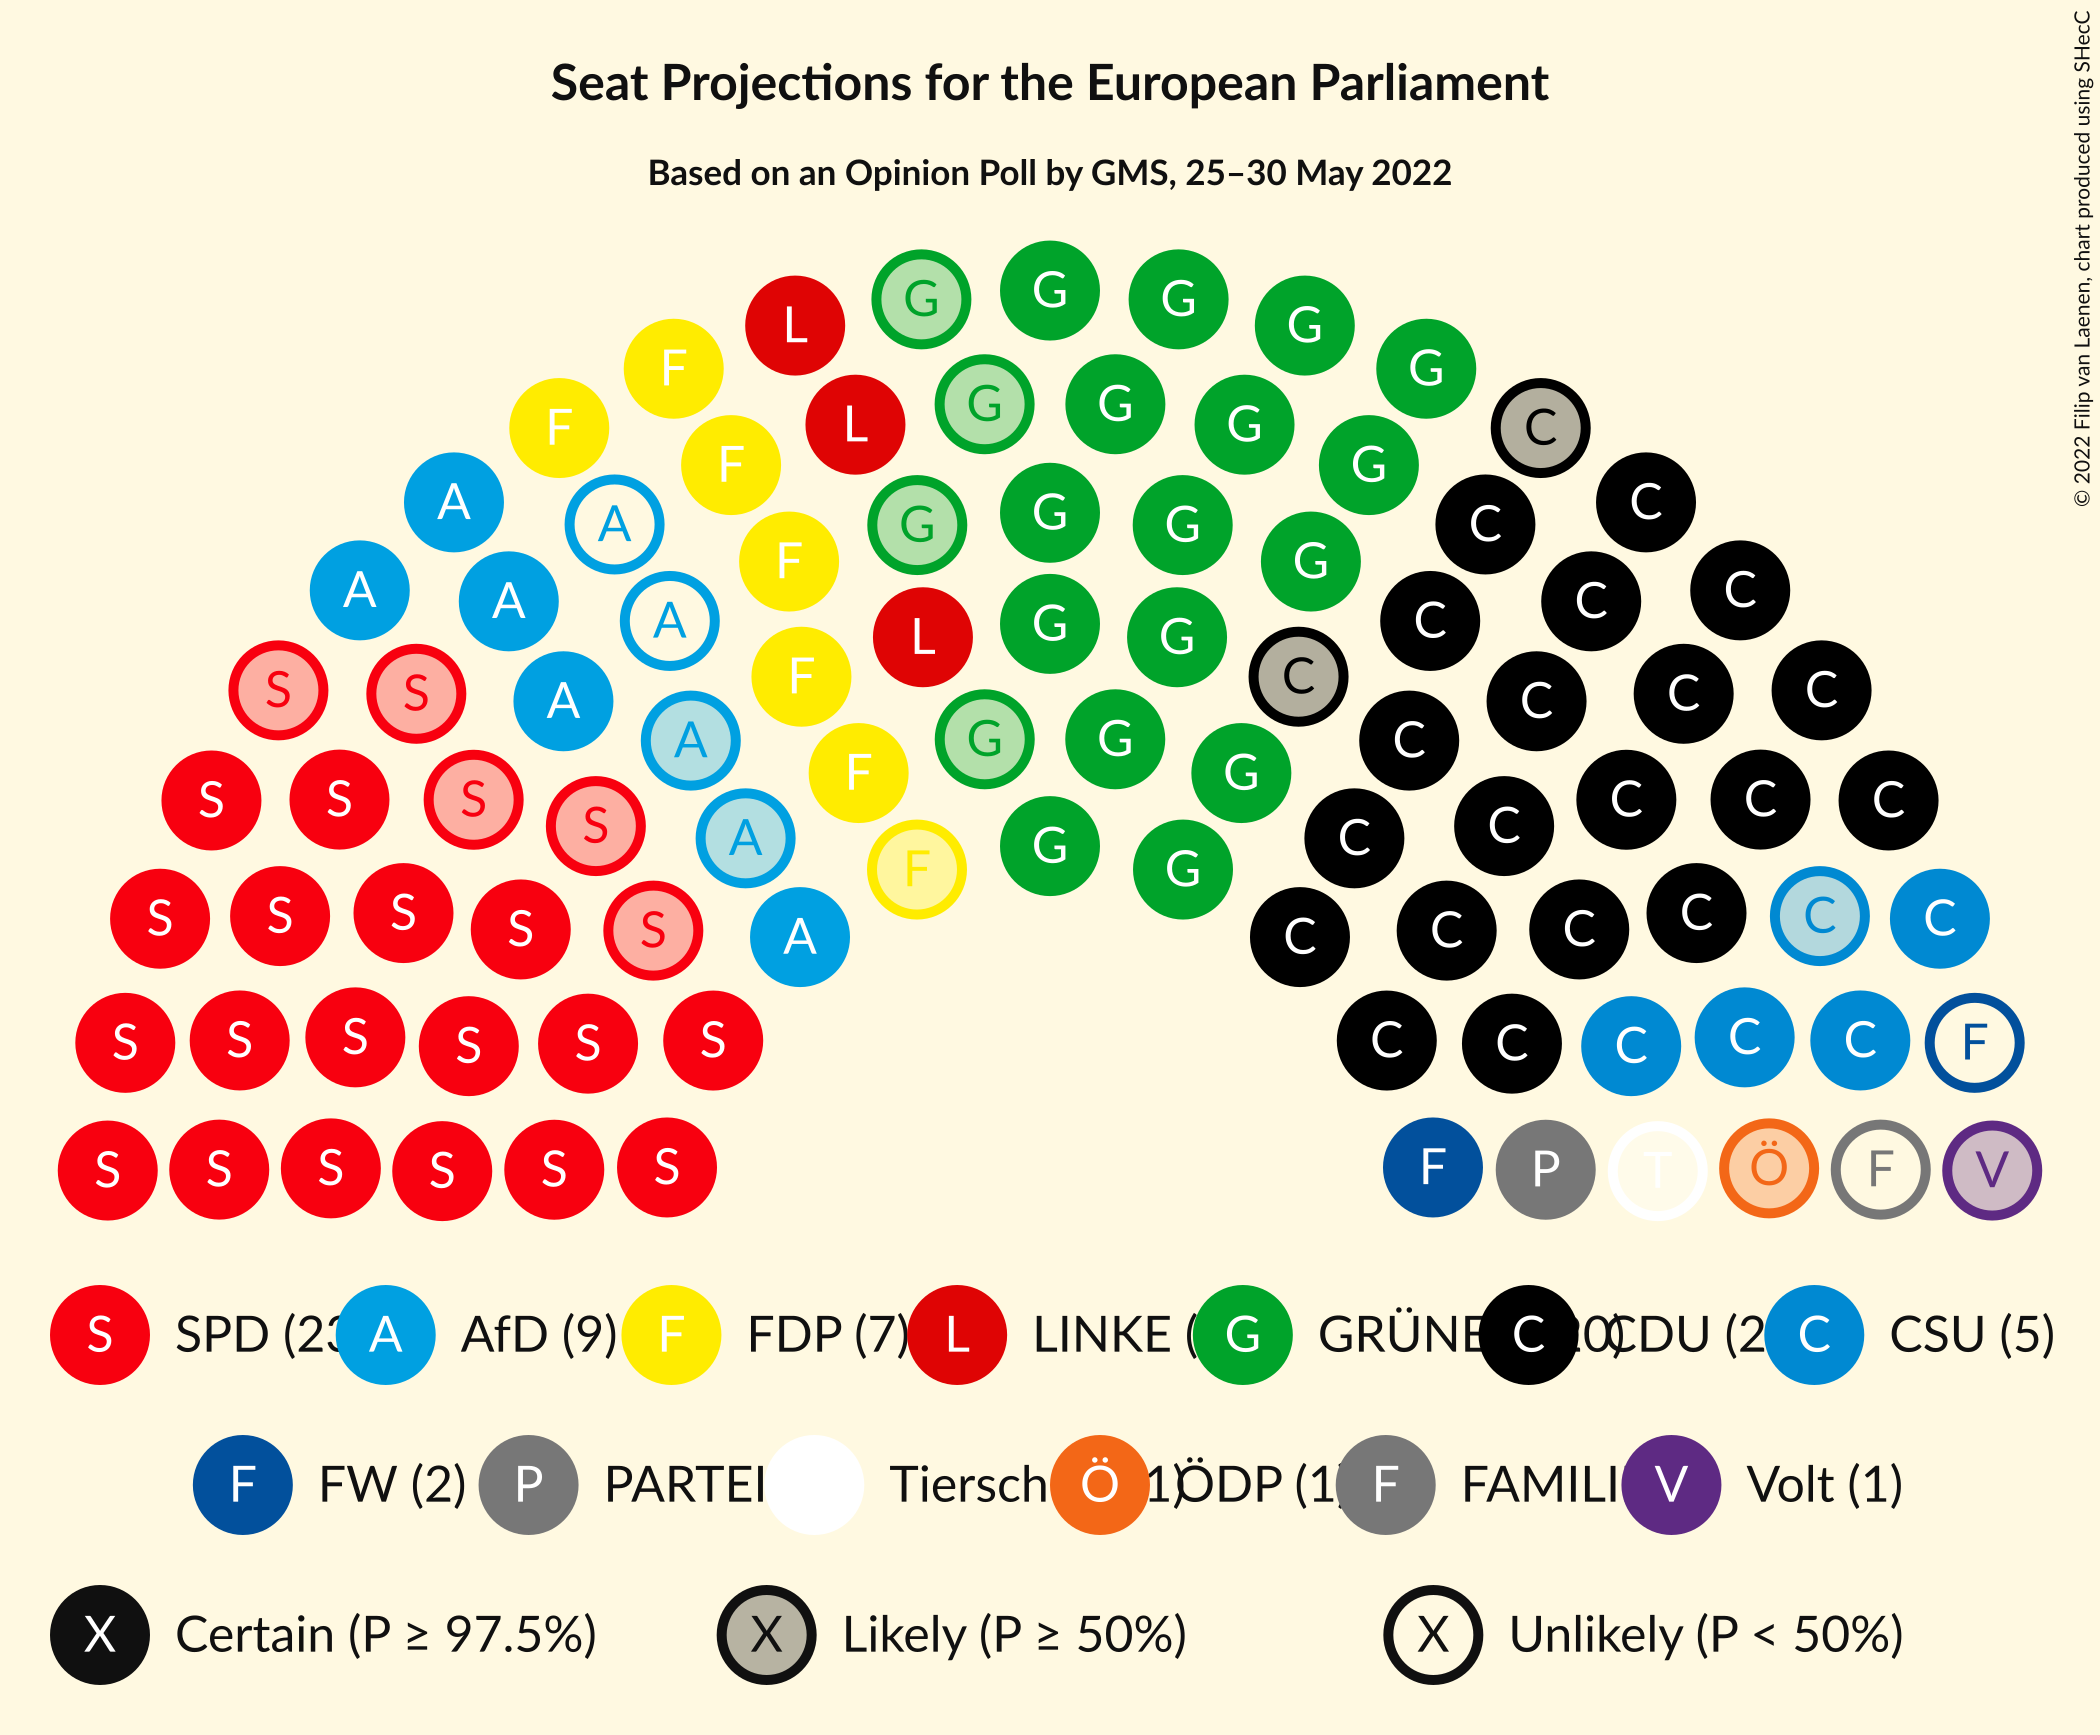 Seat Projections for the European Parliament
Based on an Opinion Poll by GMS, 25–30 May 2022
© 2022 Filip van Laenen, chart produced using SHecC
G G G G G
L C
F G G G G
F L G C
A F G C
A F G G G C
A A F G C C
A A L G G C C
S S A F C C C C
A A G G G C C
S S S S A F G C C C C C
A F G G C C
S S S S S A C C C C C C
S S S S S S C C C C C F
S S S S S S F P T Ö F V
S SPD (23 A AfD (9) F FDP (7) L LINKE ( G GRÜNE C 20) CDU (2 C CSU (5)
F FW (2) P PARTEI Tiersch Ö 1) ÖDP (1 F FAMILI V Volt (1)
X Certain (P ≥ 97.5%) X Likely (P ≥ 50%) X Unlikely (P < 50%)